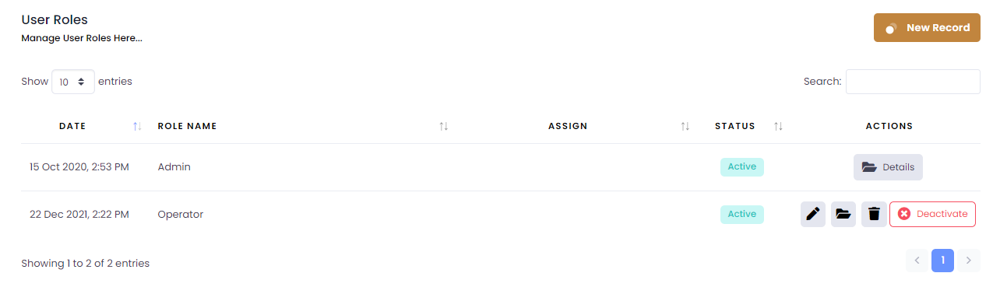 User Roles
Manage User Roles Here...
New Record
Show 10 entries
Search:
DATE ROLE NAME ASSIGN STATUS ACTIONS
15 Oct 2020, 2:53 PM Admin Active Details
22 Dec 2021, 2:22 PM Operator Active Deactivate
Showing 1 to 2 of 2 entries
1